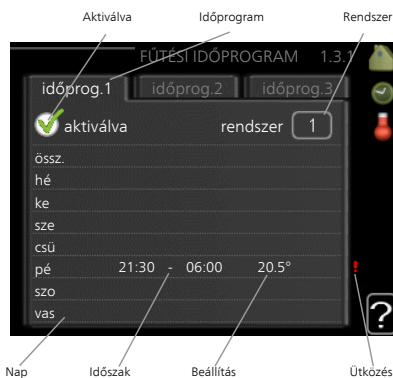 Aktiválva Időprogram Rendszer
FŰTÉSI IDŐPROGRAM 1.3.1
időprog.1 időprog.2 időprog.3
aktiválva rendszer 1
össz.
hé
ke
sze
csü
pé 21:30 - 06:00 20.5° !
szo
vas
?
Nap Időszak Beállítás Ütközés